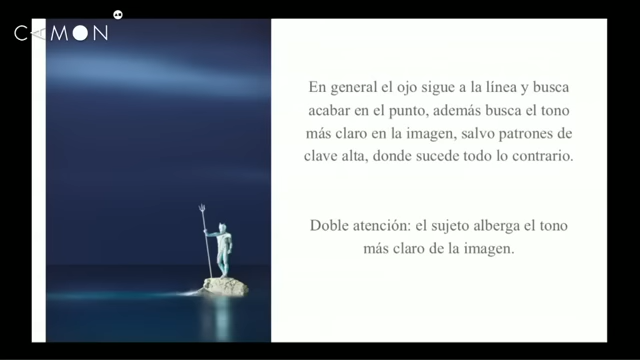 CAMON
En general el ojo sigue a la línea y busca
acabar en el punto, además busca el tono
más claro en la imagen, salvo patrones de
clave alta, donde sucede todo lo contrario.
Doble atención: el sujeto alberga el tono
más claro de la imagen.